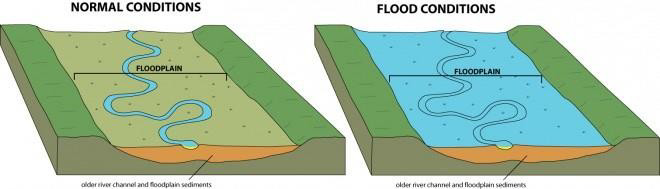 NORMAL CONDITIONS
FLOODPLAIN
older river channel and floodplain sediments
FLOOD CONDITIONS
FLOODPLAIN
older river channel and floodplain sediments